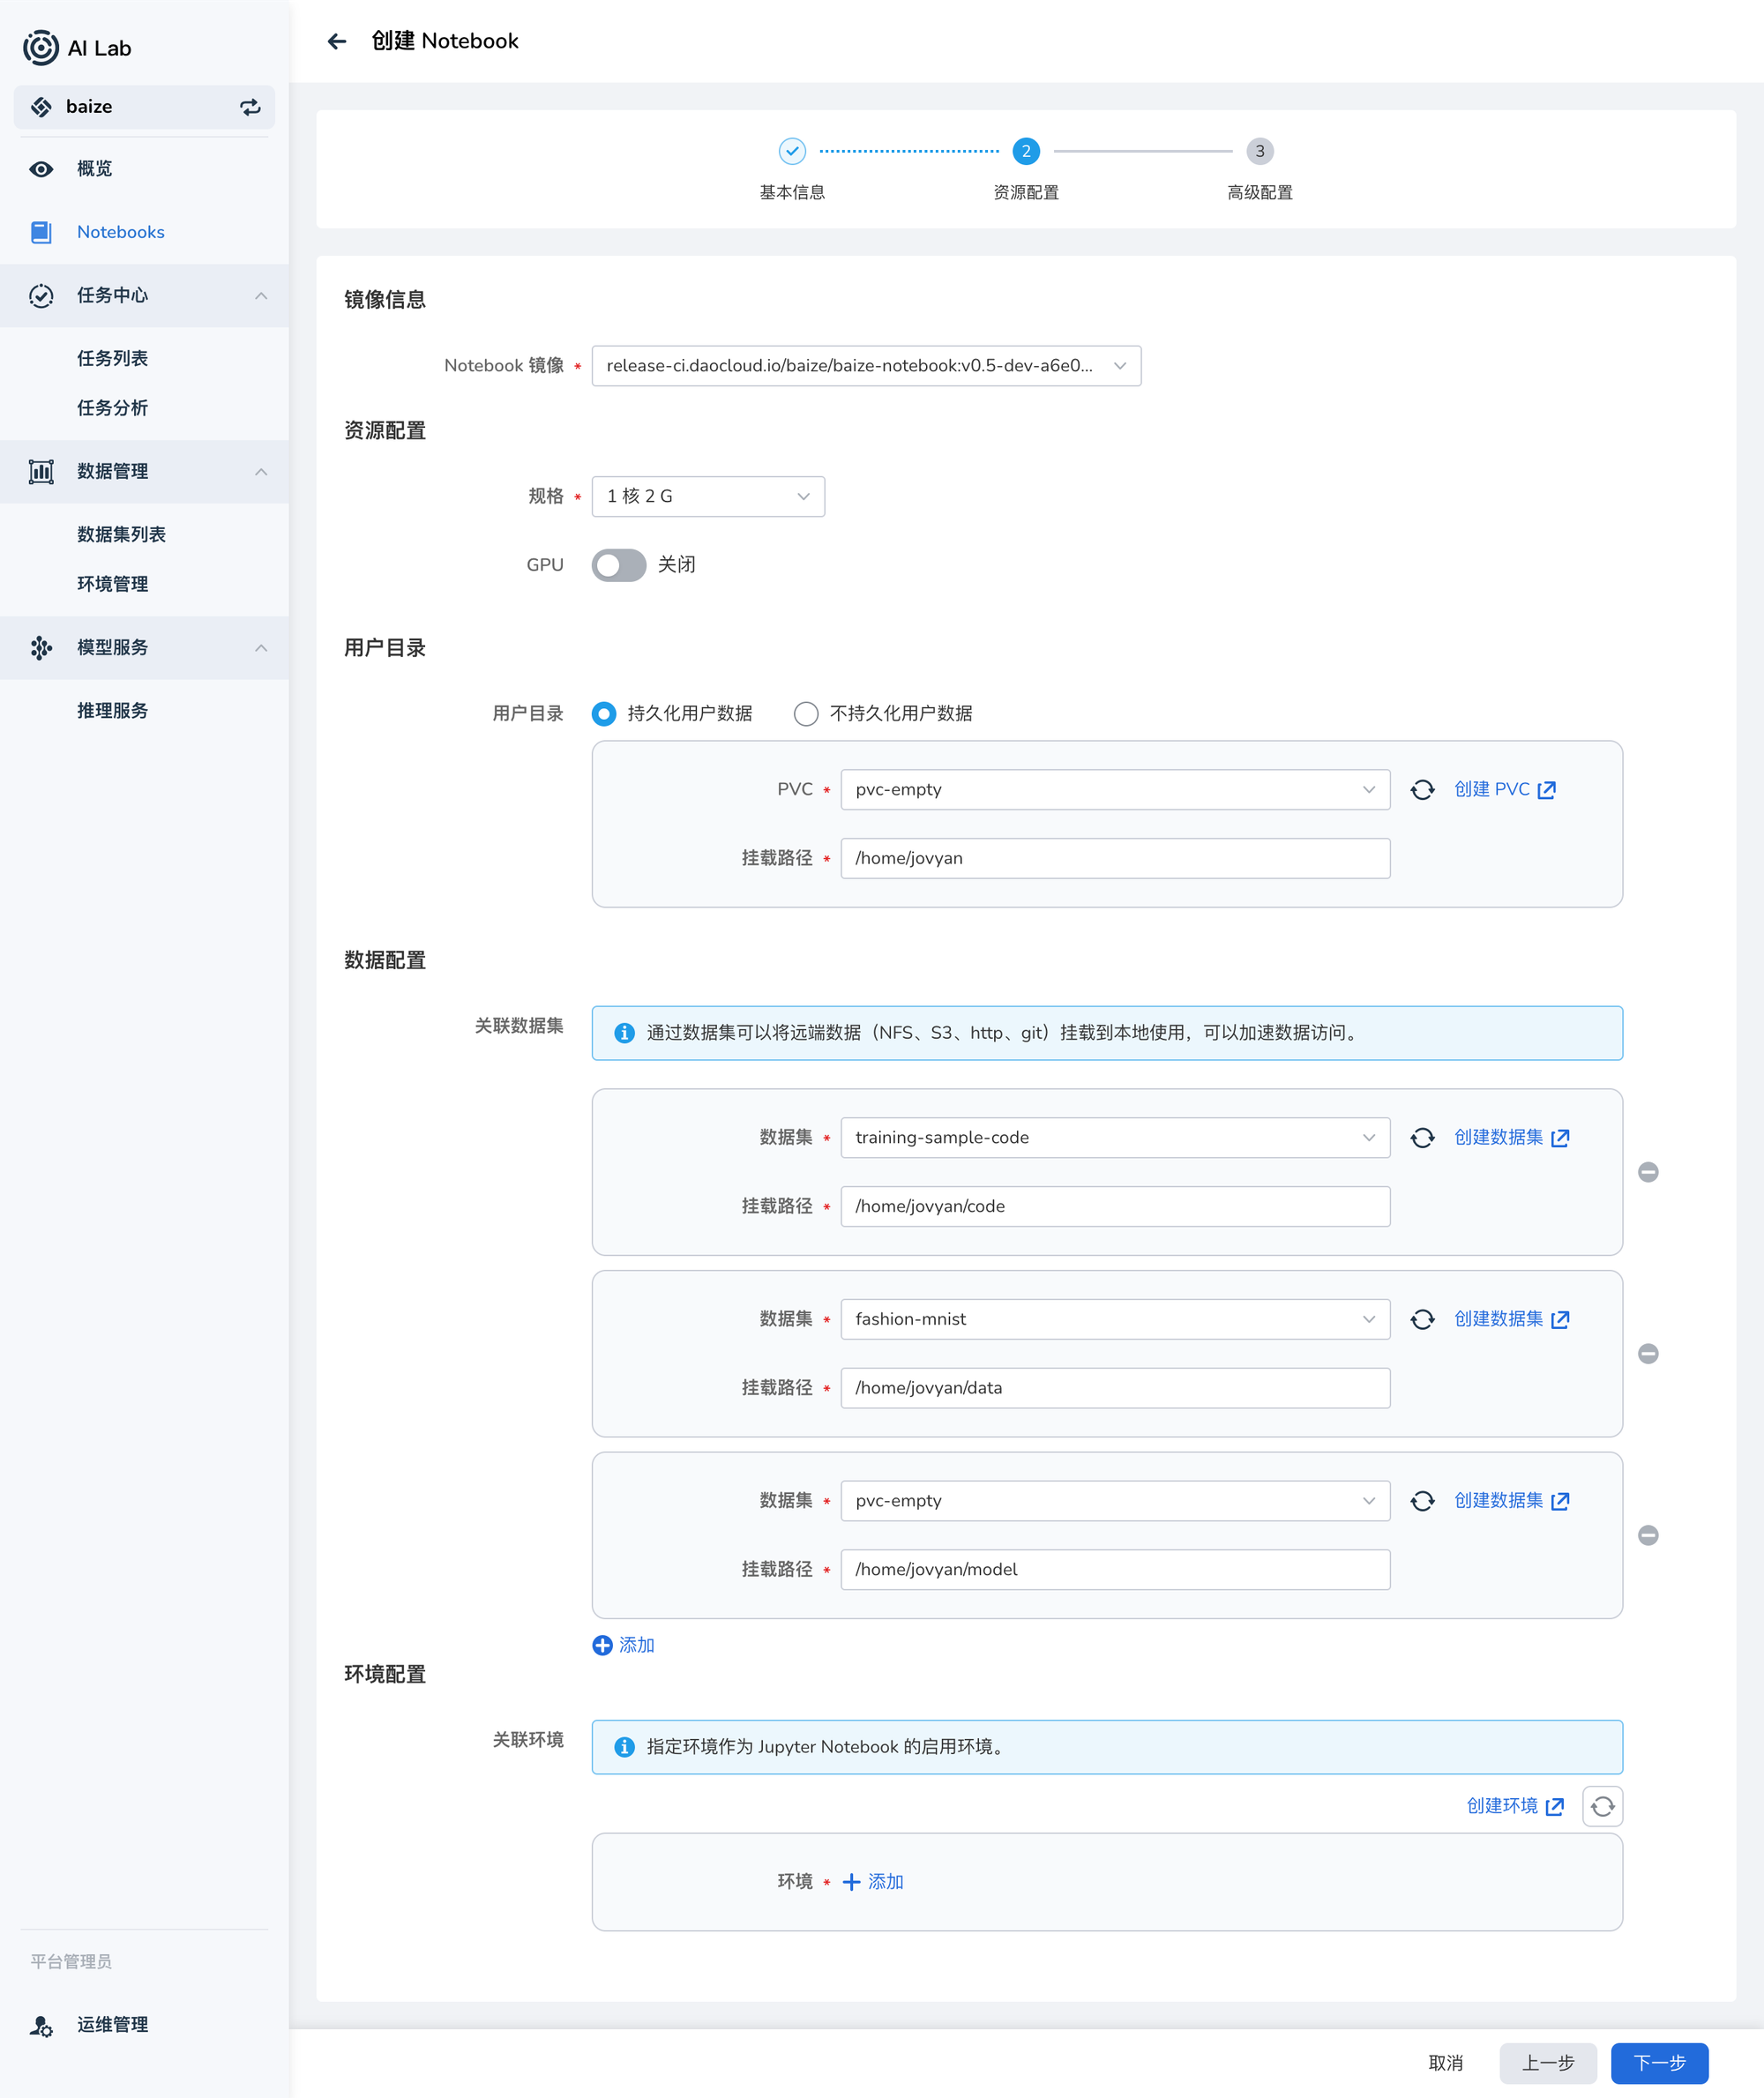 AI Lab
baize
概览
Notebooks
任务中心
任务列表
任务分析
数据管理
数据集列表
环境管理
模型服务
推理服务
平台管理员
运维管理
创建 Notebook
2
3
基本信息
资源配置
高级配置
镜像信息
Notebook 镜像 * release-ci.daocloud.io/baize/baize-notebook:v0.5-dev-a6e0...
资源配置
规格 * 1 核 2 G
GPU 关闭
用户目录
用户目录 持久化用户数据 不持久化用户数据
PVC * pvc-empty 创建 PVC
挂载路径 * /home/jovyan
数据配置
关联数据集 通过数据集可以将远端数据（NFS、S3、http、git）挂载到本地使用，可以加速数据访问。
数据集 * training-sample-code 创建数据集
挂载路径 * /home/jovyan/code
数据集 * fashion-mnist 创建数据集
挂载路径 * /home/jovyan/data
数据集 * pvc-empty 创建数据集
挂载路径 * /home/jovyan/model
添加
环境配置
关联环境 指定环境作为 Jupyter Notebook 的启用环境。
创建环境
环境 * 添加
取消 上一步 下一步